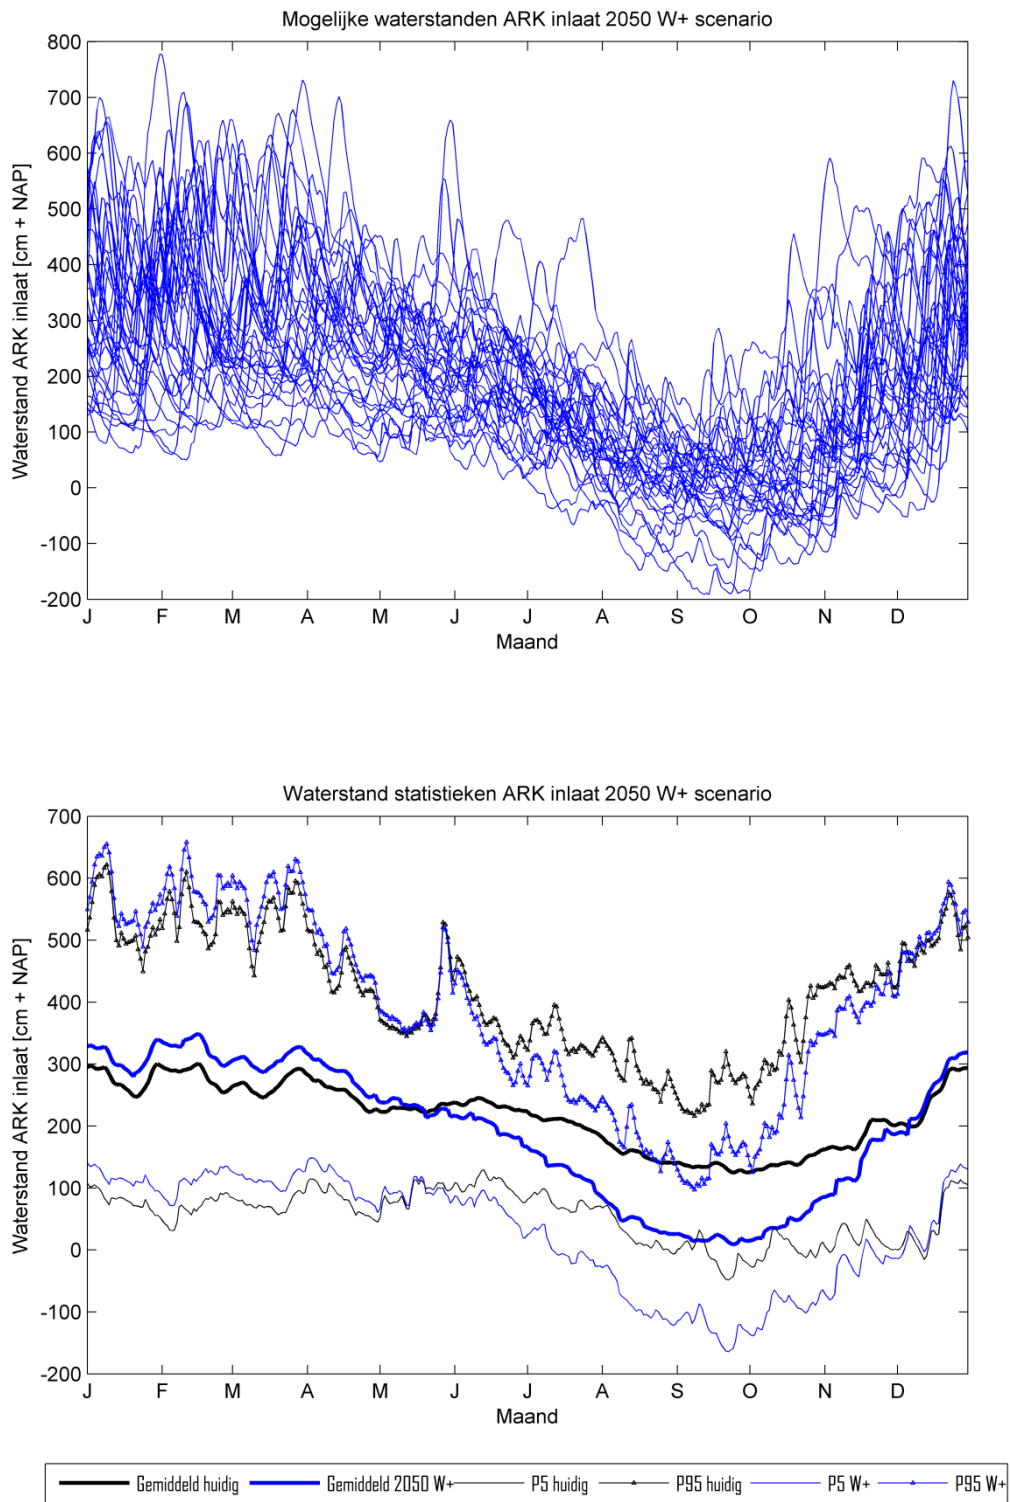 Mogelijke waterstanden ARK inlaat 2050 W+ scenario
800
700
600
500
400
300
200
100
0
-100
-200
Waterstand ARK inlaat [cm + NAP]
J F M A M J J A S O N D
Maand
Waterstand statistieken ARK inlaat 2050 W+ scenario
700
600
500
400
300
200
100
0
-100
-200
Waterstand ARK inlaat [cm + NAP]
J F M A M J J A S O N D
Maand
Gemiddeld huidig Gemiddeld 2050 W+ P5 huidig P95 huidig P5 W+ P95 W+